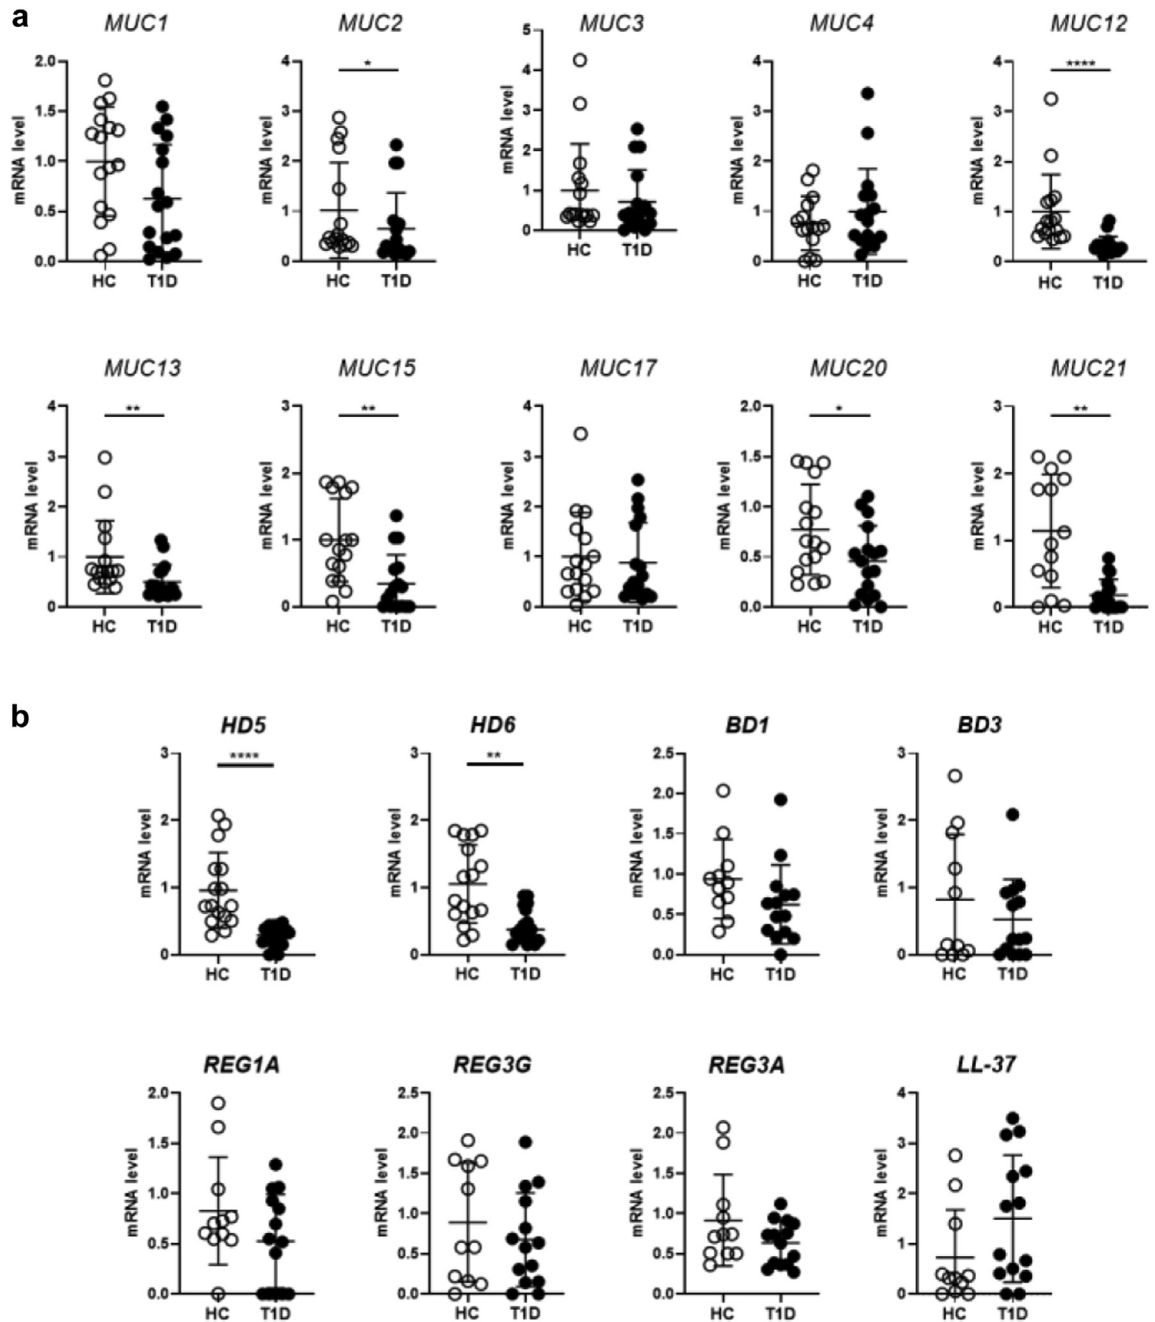 a
MUC1 MUC2 MUC3 MUC4 MUC12
2.0 1.5 1.0 0.5 0.0 mRNA level HC T1D
4 3 2 1 0 mRNA level * HC T1D
5 4 3 2 1 0 mRNA level HC T1D
4 3 2 1 0 mRNA level HC T1D
4 3 2 1 0 mRNA level **** HC T1D
MUC13 MUC15 MUC17 MUC20 MUC21
4 3 2 1 0 mRNA level ** HC T1D
3 2 1 0 mRNA level ** HC T1D
4 3 2 1 0 mRNA level HC T1D
2.0 1.5 1.0 0.5 0.0 mRNA level * HC T1D
3 2 1 0 mRNA level ** HC T1D
b
HD5 HD6 BD1 BD3
3 2 1 0 mRNA level **** HC T1D
3 2 1 0 mRNA level ** HC T1D
2.5 2.0 1.5 1.0 0.5 0.0 mRNA level HC T1D
3 2 1 0 mRNA level HC T1D
REG1A REG3G REG3A LL-37
2.0 1.5 1.0 0.5 0.0 mRNA level HC T1D
2.5 2.0 1.5 1.0 0.5 0.0 mRNA level HC T1D
2.5 2.0 1.5 1.0 0.5 0.0 mRNA level HC T1D
4 3 2 1 0 mRNA level HC T1D